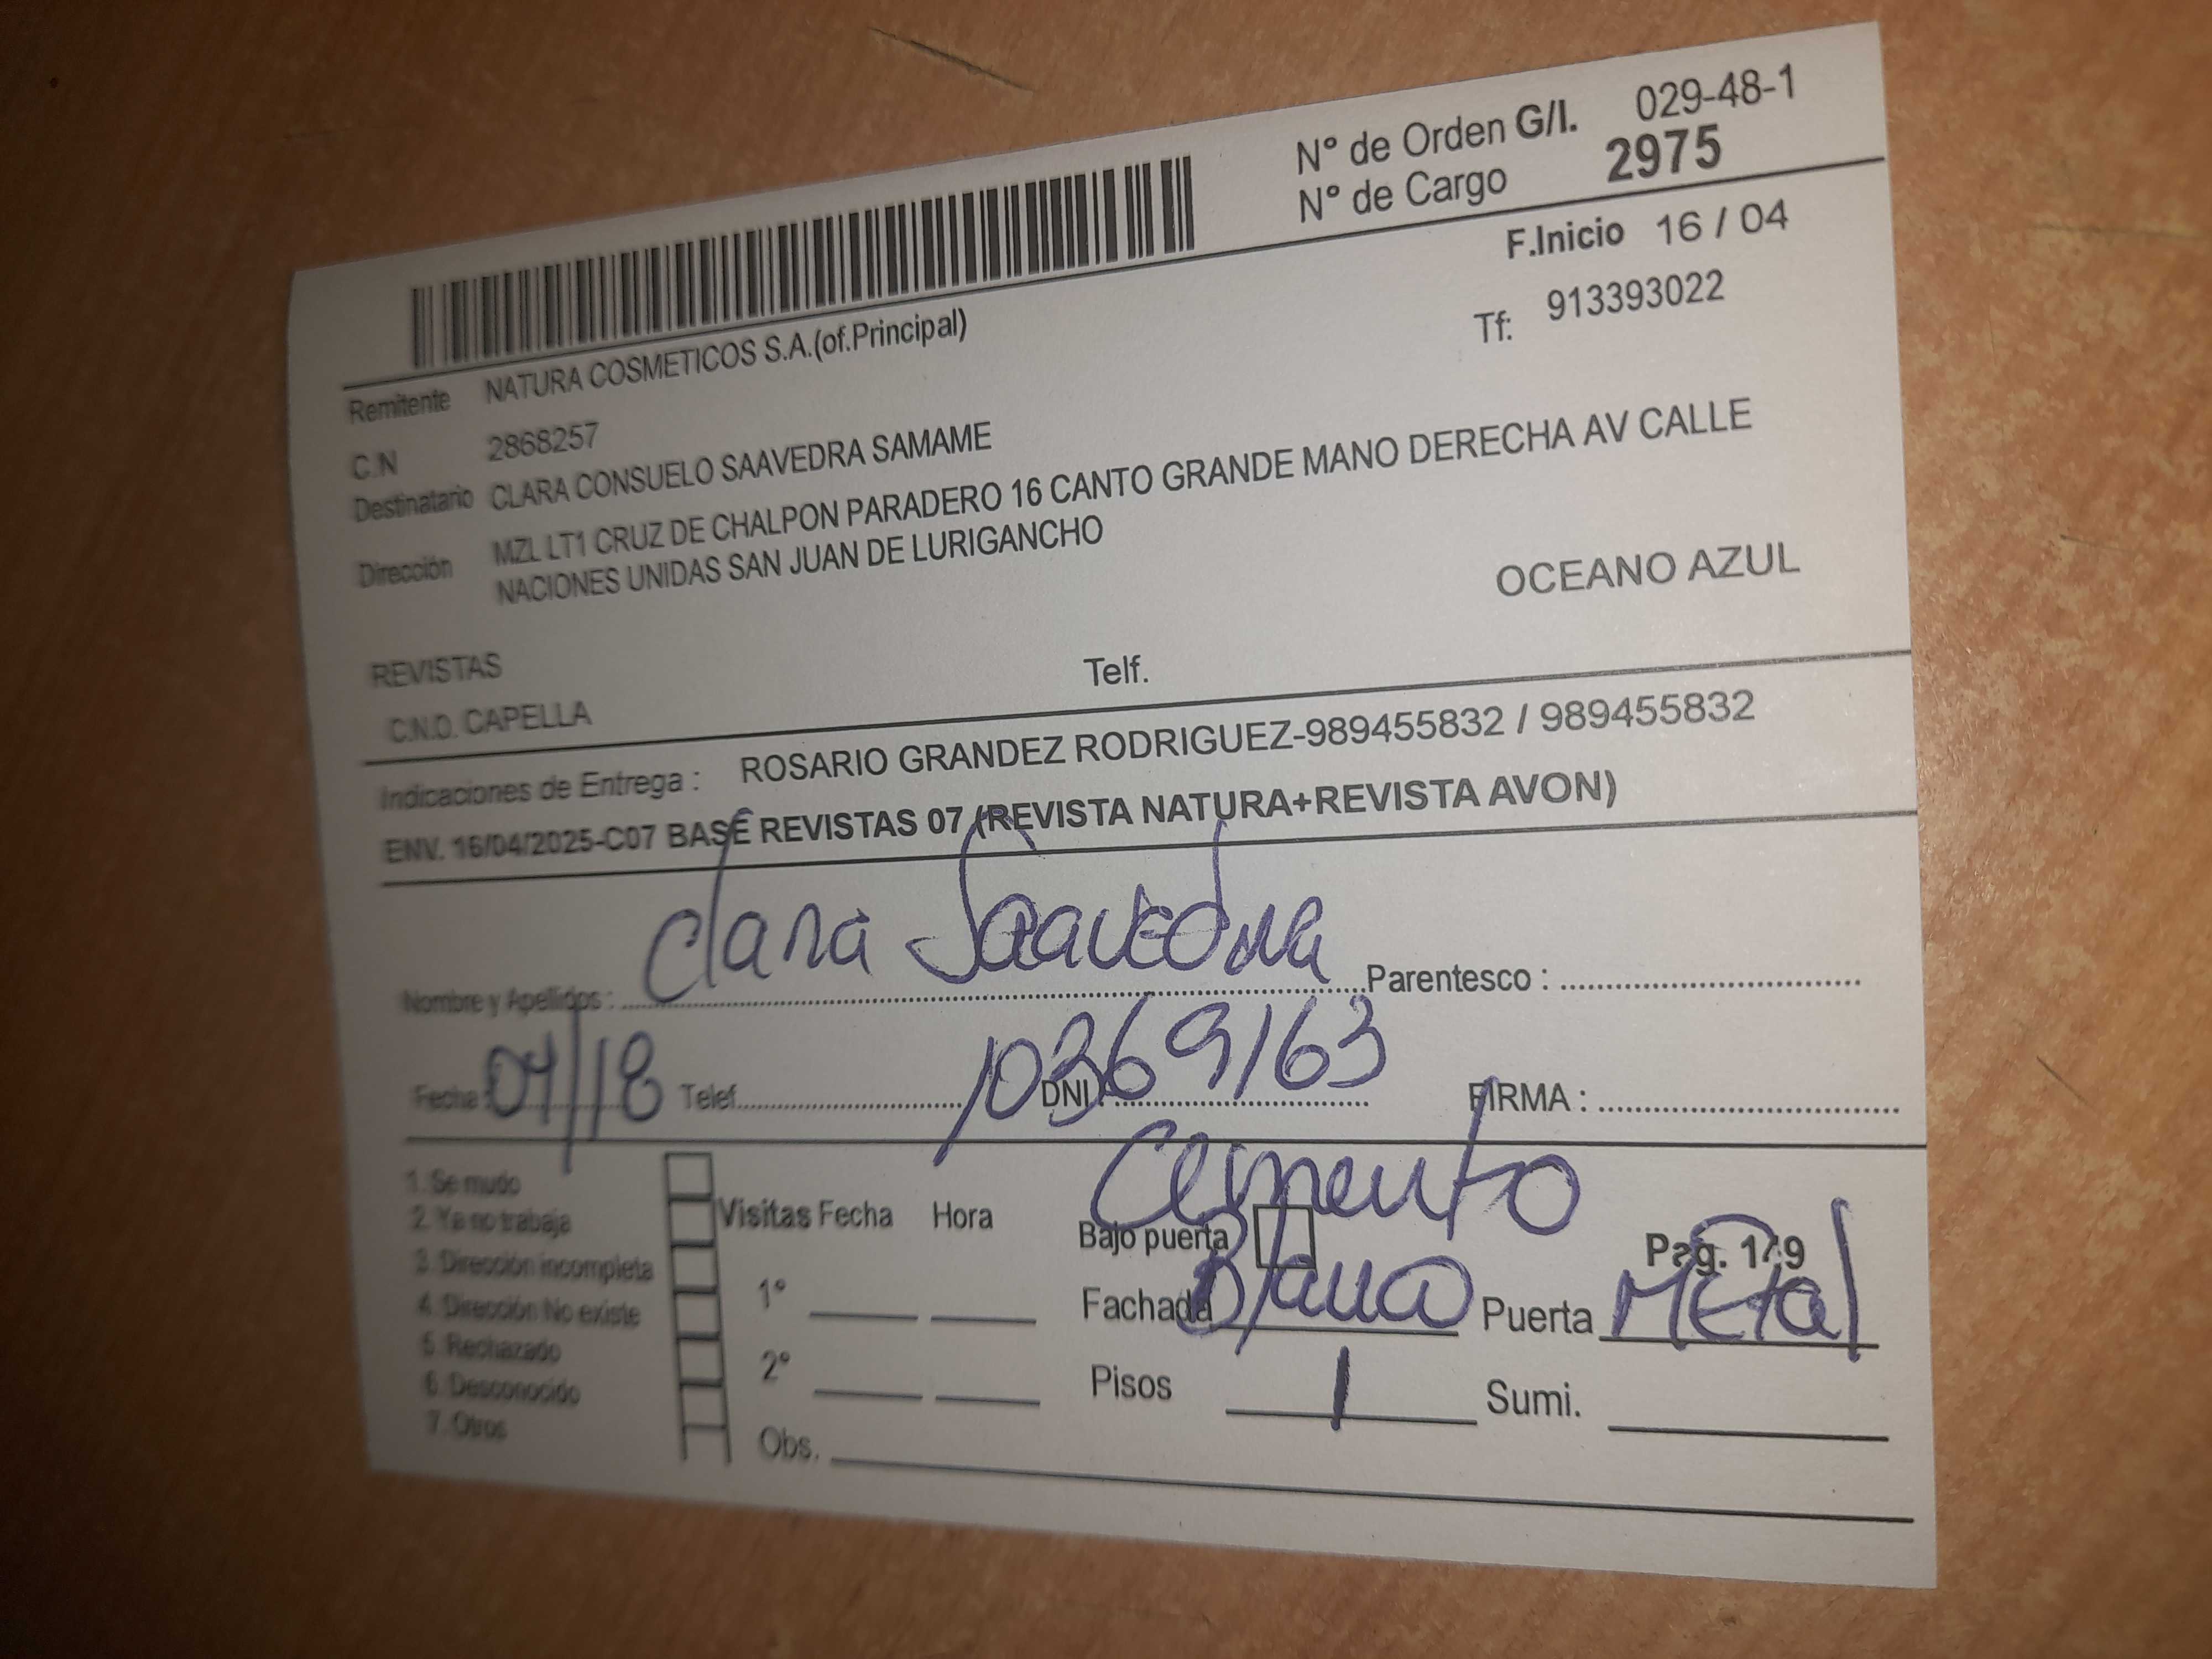 N° de Orden G/I. 029-48-1
N° de Cargo 2975
F.Inicio 16 / 04
Remitente NATURA COSMETICOS S.A.(of.Principal)
Tf: 913393022
C.N 2868257
Destinatario CLARA CONSUELO SAAVEDRA SAMAME
Dirección MZL LT1 CRUZ DE CHALPON PARADERO 16 CANTO GRANDE MANO DERECHA AV CALLE
NACIONES UNIDAS SAN JUAN DE LURIGANCHO
OCEANO AZUL
REVISTAS
Telf.
C.N.O. CAPELLA
Indicaciones de Entrega : ROSARIO GRANDEZ RODRIGUEZ-989455832 / 989455832
ENV. 16/04/2025-C07 BASE REVISTAS 07 (REVISTA NATURA+REVISTA AVON)
Nombre y Apellidos : Clara Saavedra Parentesco :
Fecha : 04/18 Telef. DNI : 10369163 FIRMA :
Cemento
1. Se mudo
2. Ya no trabaja
3. Dirección incompleta
4. Dirección No existe
5. Rechazado
6. Desconocido
7. Otros
Visitas Fecha Hora
1°
2°
Obs.
Bajo puerta
Pag. 1/9
Fachada Blanco Puerta Metal
Pisos 1 Sumi.